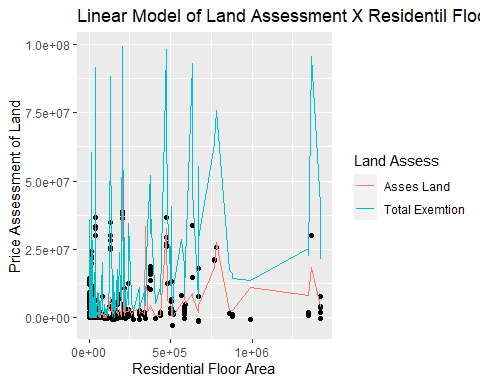 Linear Model of Land Assessment X Residentil Floo
1.0e+08
7.5e+07
5.0e+07
2.5e+07
0.0e+00
Price Assessment of Land
0e+00 5e+05 1e+06
Residential Floor Area
Land Assess
Asses Land
Total Exemtion